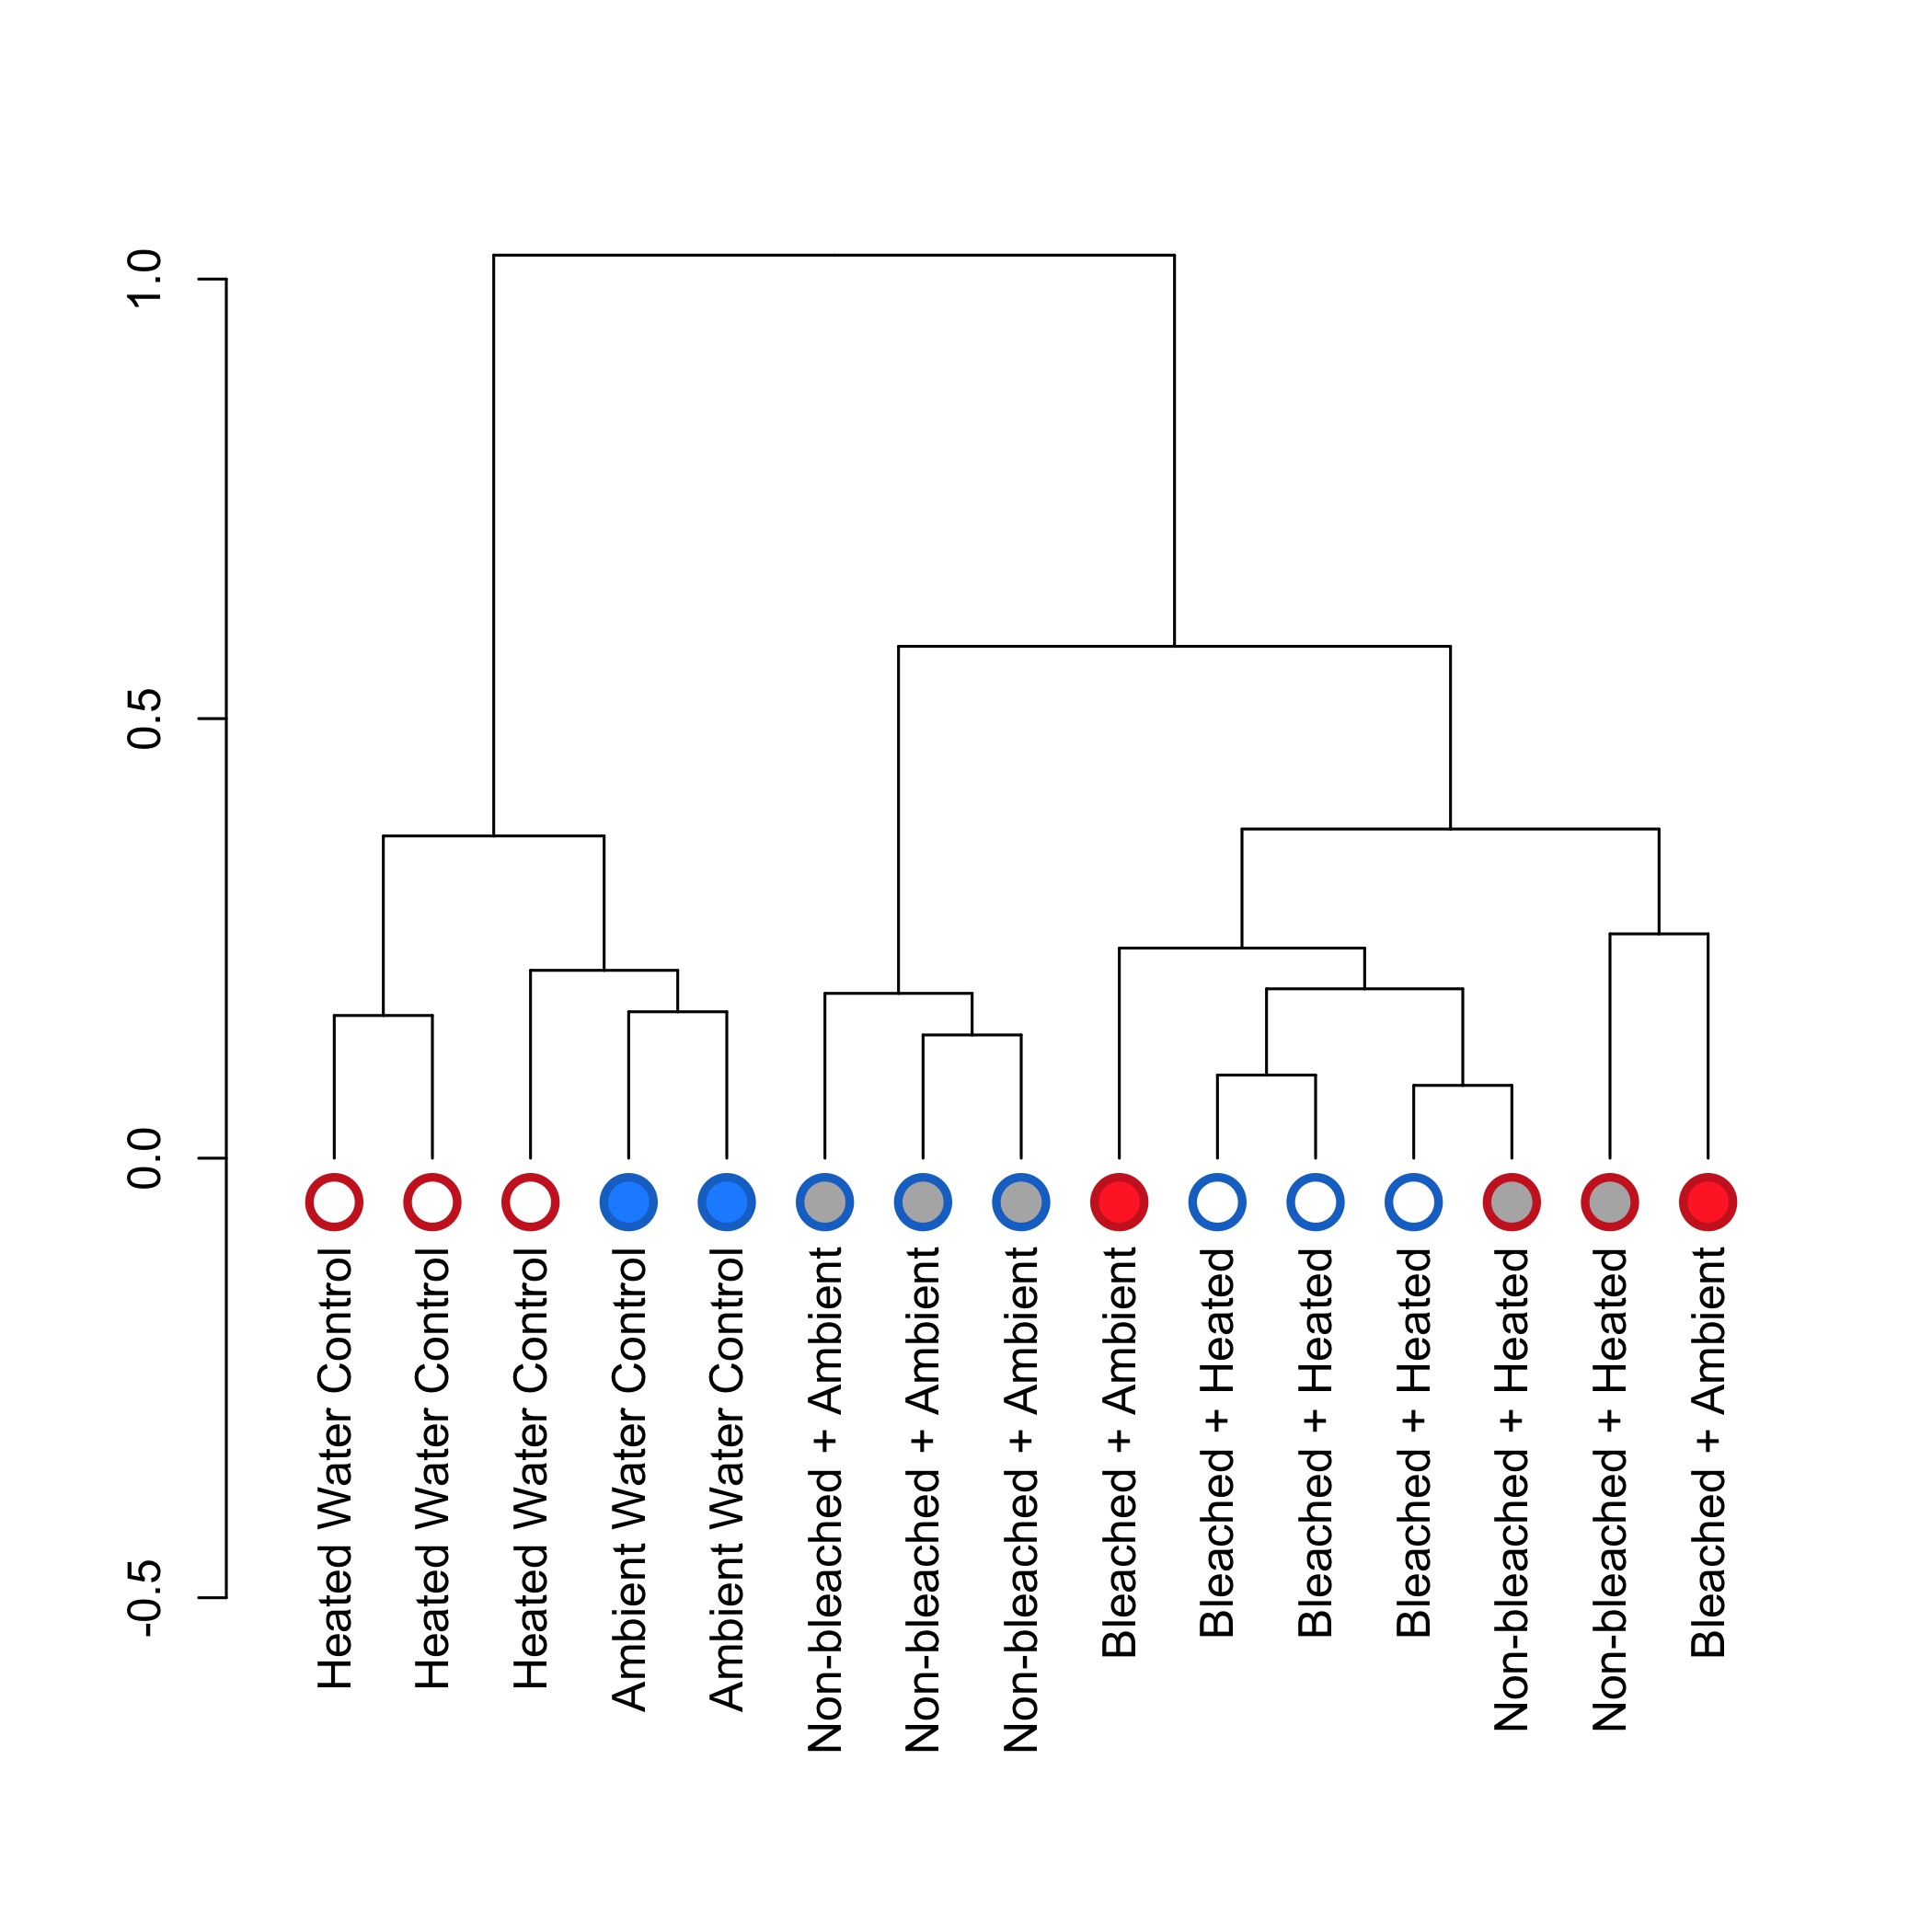 1.0
0.5
0.0
-0.5
Heated Water Control
Heated Water Control
Heated Water Control
Ambient Water Control
Ambient Water Control
Non-bleached + Ambient
Non-bleached + Ambient
Non-bleached + Ambient
Bleached + Ambient
Bleached + Heated
Bleached + Heated
Bleached + Heated
Non-bleached + Heated
Non-bleached + Heated
Bleached + Ambient